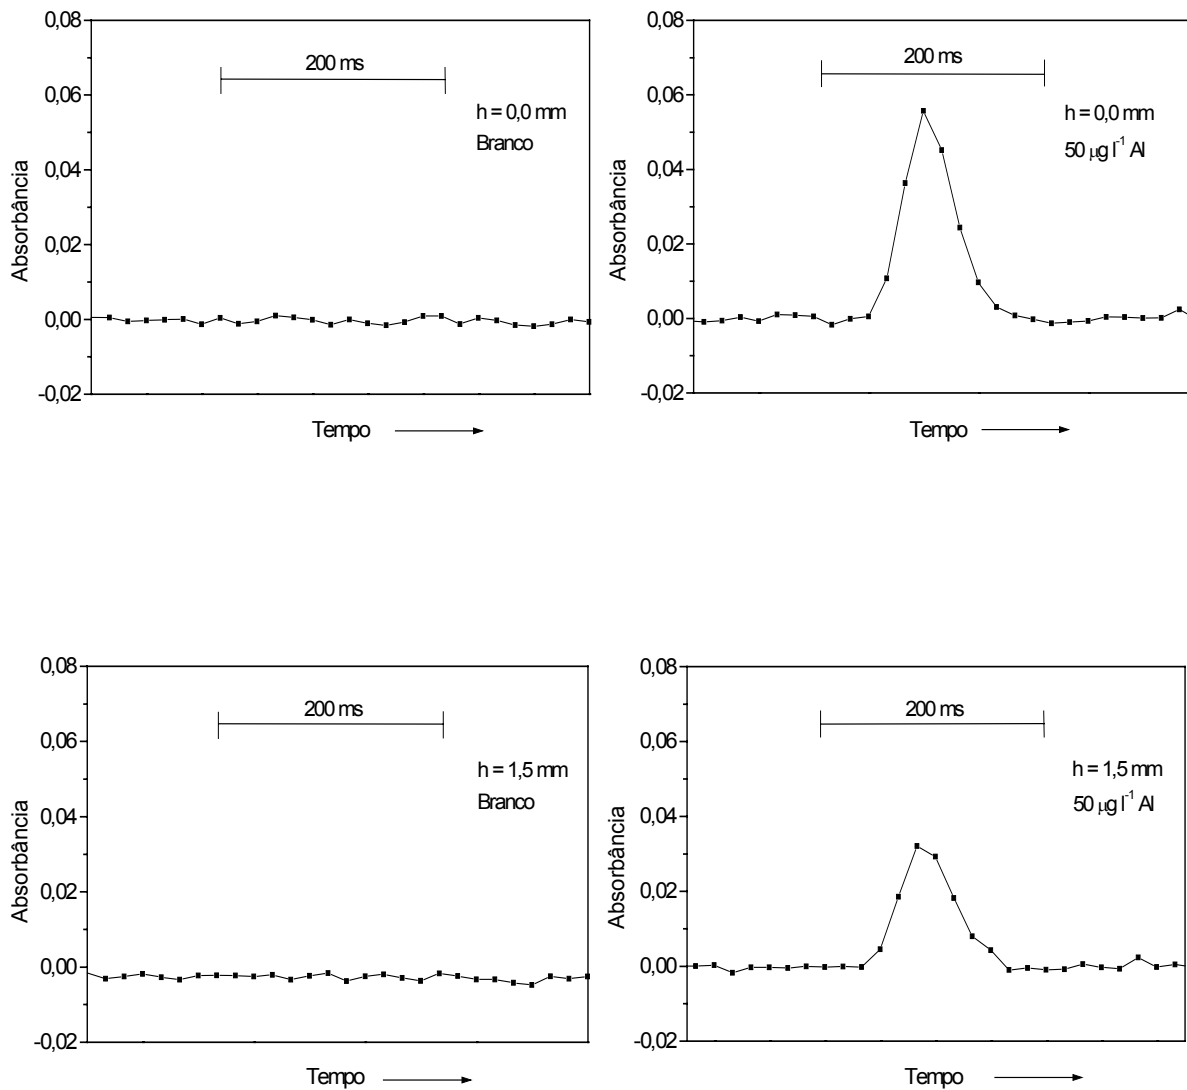 0,08
0,06
0,04
0,02
0,00
-0,02
Absorbância
200 ms
h = 0,0 mm
Branco
Tempo
0,08
0,06
0,04
0,02
0,00
-0,02
Absorbância
200 ms
h = 0,0 mm
50 µg l⁻¹ Al
Tempo
0,08
0,06
0,04
0,02
0,00
-0,02
Absorbância
200 ms
h = 1,5 mm
Branco
Tempo
0,08
0,06
0,04
0,02
0,00
-0,02
Absorbância
200 ms
h = 1,5 mm
50 µg l⁻¹ Al
Tempo